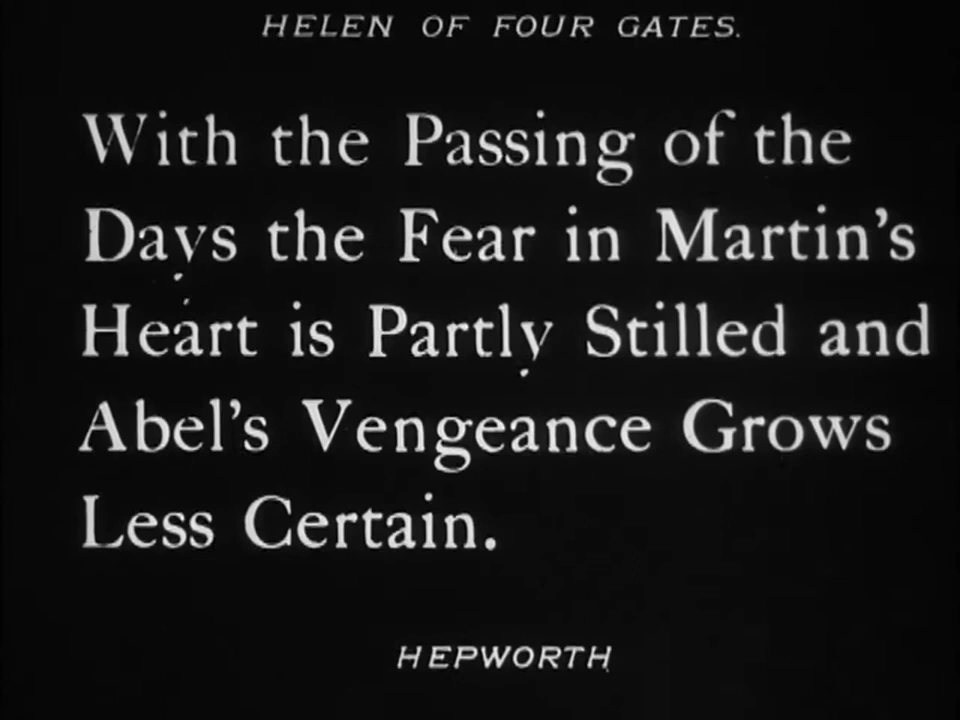 HELEN OF FOUR GATES.
With the Passing of the
Days the Fear in Martin's
Heart is Partly Stilled and
Abel's Vengeance Grows
Less Certain.
HEPWORTH